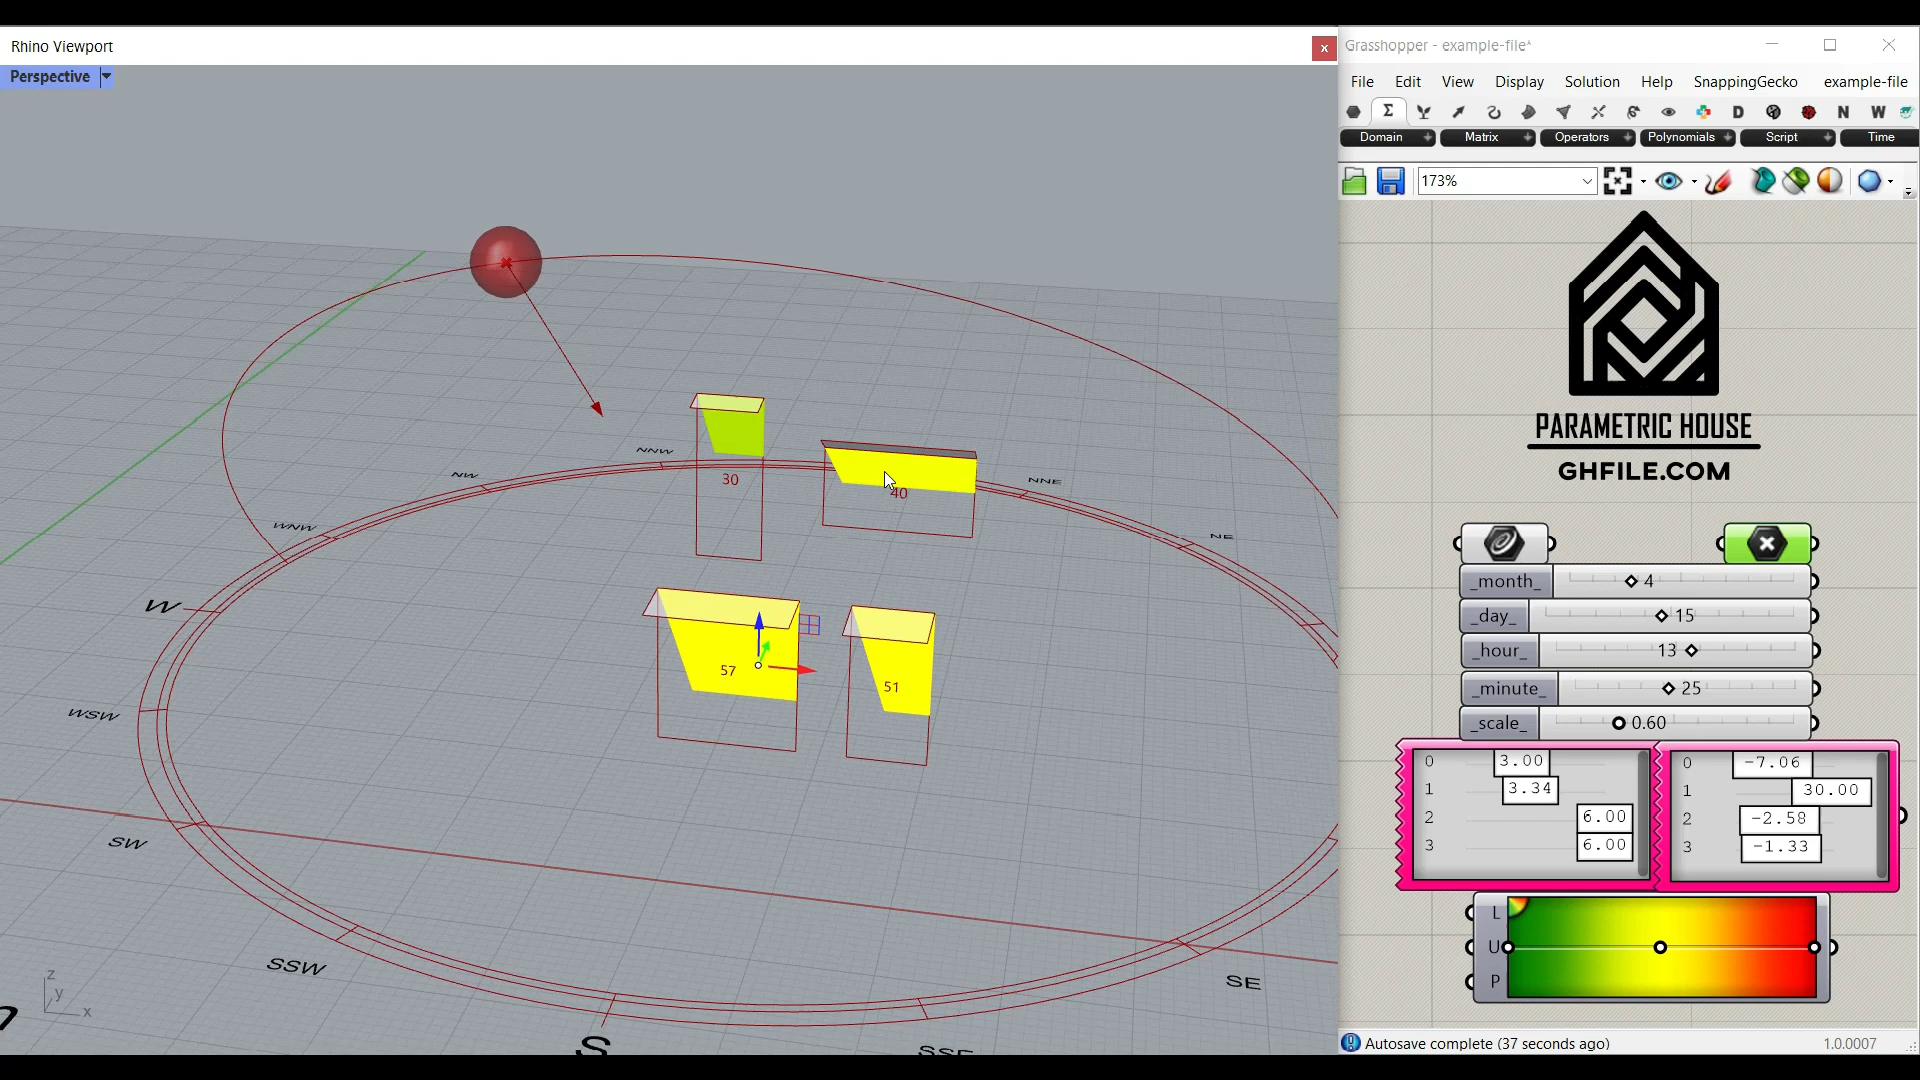 Rhino Viewport
x
Perspective
NNW
NW
WNW
W
WSW
SW
SSW
S
SSE
SE
NE
NNE
30
40
57
51
z
y
x
Grasshopper - example-file*
File Edit View Display Solution Help SnappingGecko example-file
Σ D N W
Domain Matrix Operators Polynomials Script Time
173%
PARAMETRIC HOUSE
GHFILE.COM
_month_ 4
_day_ 15
_hour_ 13
_minute_ 25
_scale_ 0.60
0 3.00
1 3.34
2 6.00
3 6.00
0 -7.06
1 30.00
2 -2.58
3 -1.33
L
U
P
Autosave complete (37 seconds ago) 1.0.0007